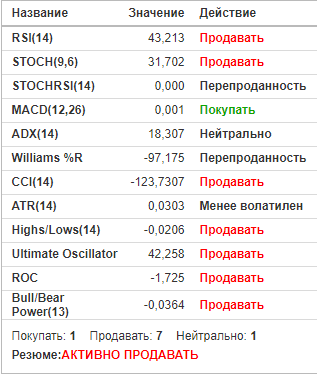 Название Значение Действие
RSI(14) 43,213 Продавать
STOCH(9,6) 31,702 Продавать
STOCHRSI(14) 0,000 Перепроданность
MACD(12,26) 0,001 Покупать
ADX(14) 18,307 Нейтрально
Williams %R -97,175 Перепроданность
CCI(14) -123,7307 Продавать
ATR(14) 0,0303 Менее волатилен
Highs/Lows(14) -0,0206 Продавать
Ultimate Oscillator 42,258 Продавать
ROC -1,725 Продавать
Bull/Bear
Power(13) -0,0364 Продавать
Покупать: 1 Продавать: 7 Нейтрально: 1
Резюме:АКТИВНО ПРОДАВАТЬ